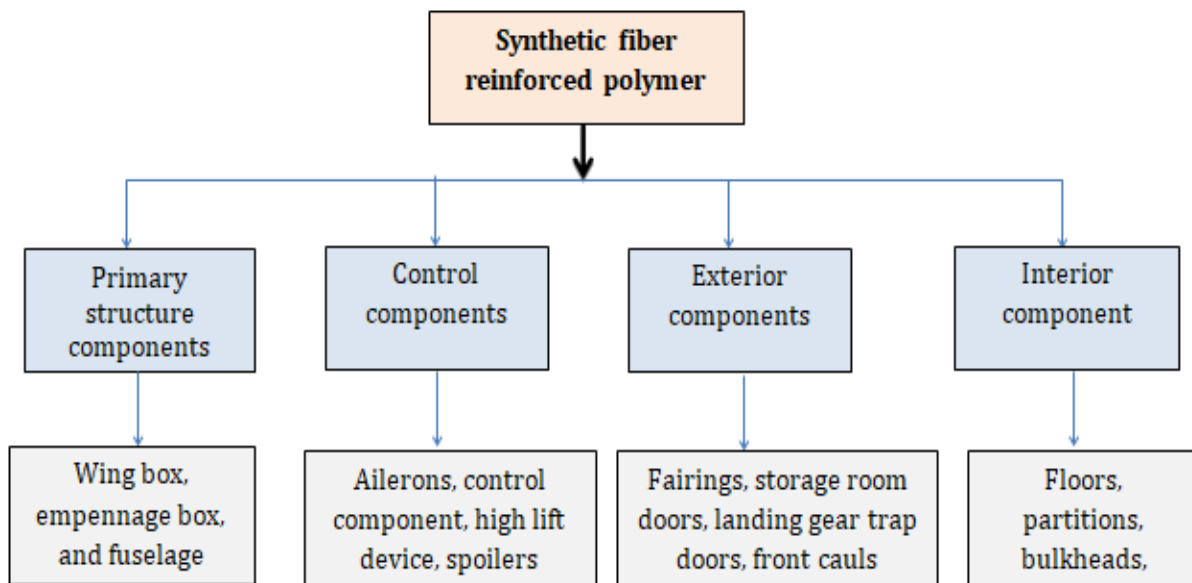 Synthetic fiber
reinforced polymer
Primary
structure
components
Control
components
Exterior
components
Interior
component
Wing box,
empennage box,
and fuselage
Ailerons, control
component, high lift
device, spoilers
Fairings, storage room
doors, landing gear trap
doors, front cauls
Floors,
partitions,
bulkheads,